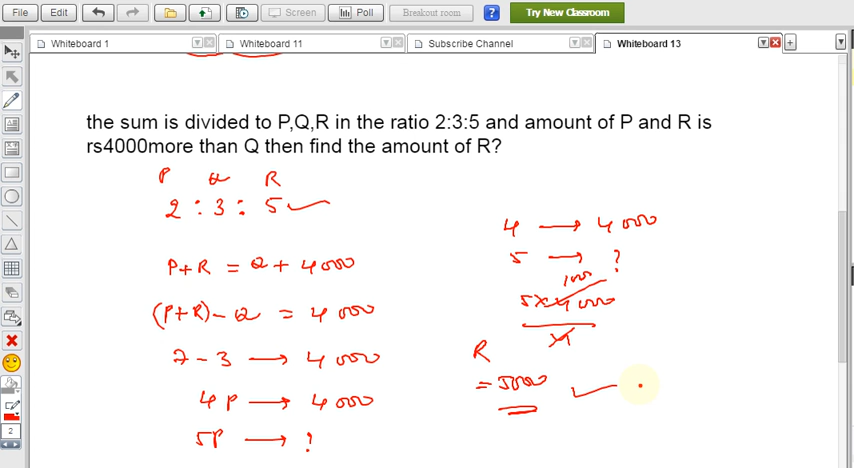 File Edit Screen Poll Breakout room Try New Classroom
Whiteboard 1 Whiteboard 11 Subscribe Channel Whiteboard 13
the sum is divided to P,Q,R in the ratio 2:3:5 and amount of P and R is
rs4000more than Q then find the amount of R?
P Q R
2 : 3 : 5
P+R = Q + 4000
(P+R) - Q = 4000
7 - 3 → 4000
4P → 4000
5P → ?
4 → 4000
5 → ?
1000
5 x 4000
4
R
= 5000
2